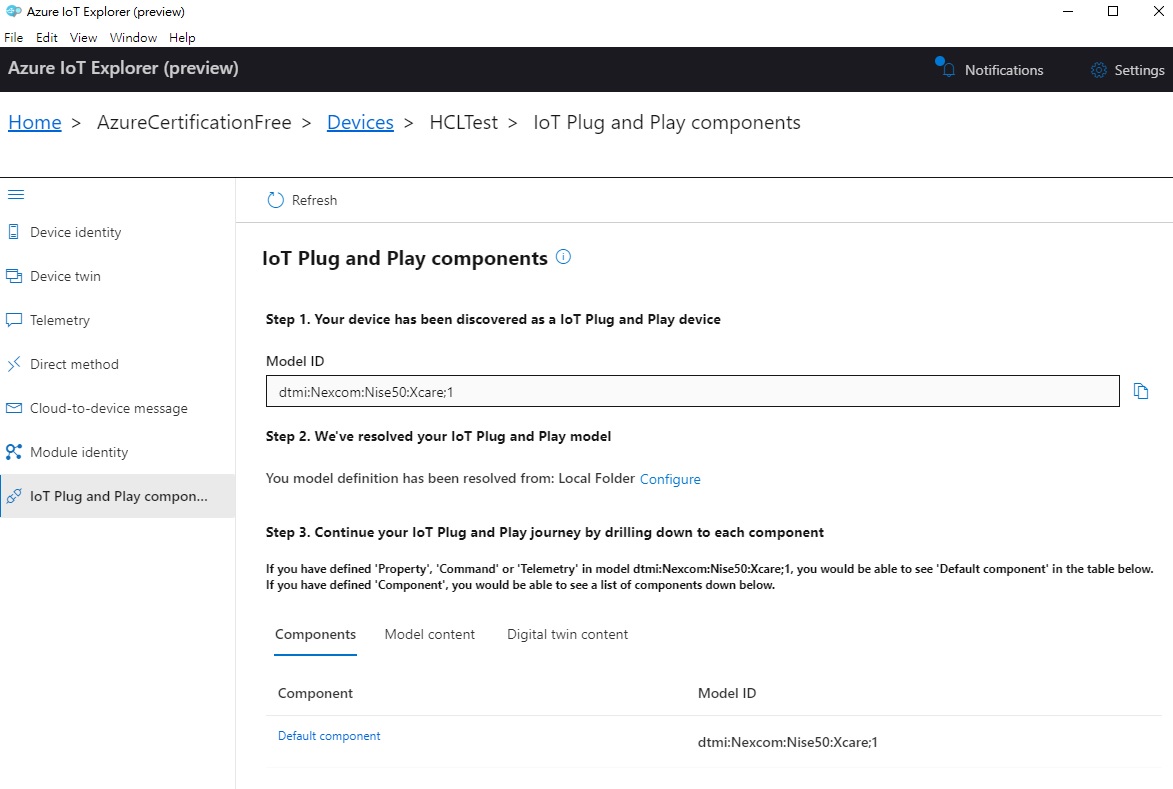 Azure IoT Explorer (preview)
File Edit View Window Help
Azure IoT Explorer (preview)
Notifications
Settings
Home > AzureCertificationFree > Devices > HCLTest > IoT Plug and Play components
Refresh
Device identity
Device twin
Telemetry
Direct method
Cloud-to-device message
Module identity
IoT Plug and Play compon...
IoT Plug and Play components
Step 1. Your device has been discovered as a IoT Plug and Play device
Model ID
dtmi:Nexcom:Nise50:Xcare;1
Step 2. We've resolved your IoT Plug and Play model
You model definition has been resolved from: Local Folder Configure
Step 3. Continue your IoT Plug and Play journey by drilling down to each component
If you have defined 'Property', 'Command' or 'Telemetry' in model dtmi:Nexcom:Nise50:Xcare;1, you would be able to see 'Default component' in the table below.
If you have defined 'Component', you would be able to see a list of components down below.
Components Model content Digital twin content
Component Model ID
Default component dtmi:Nexcom:Nise50:Xcare;1